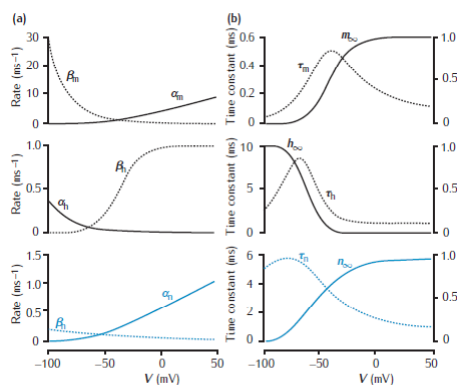 (a)
(b)
30
20
10
0
Rate (ms⁻¹)
βm
αm
0.6
0.4
0.2
0
Time constant (ms)
τm
m∞
1.0
0.5
0
1.0
0.5
0.0
Rate (ms⁻¹)
αh
βh
10
5
0
Time constant (ms)
h∞
τh
1.0
0.5
0
1.5
1.0
0.5
0
Rate (ms⁻¹)
βn
αn
−100 −50 0 50
V (mV)
6
4
2
0
Time constant (ms)
τn
n∞
1.0
0.5
0
−100 −50 0 50
V (mV)